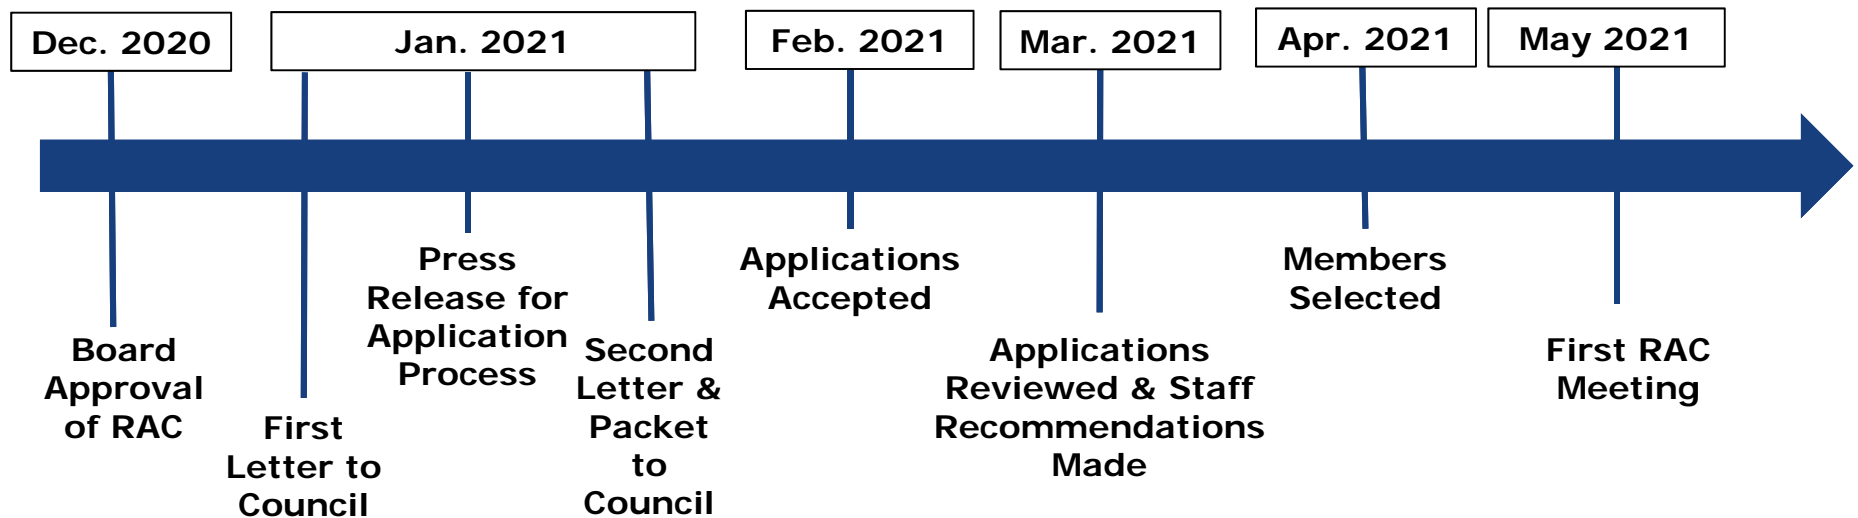 Dec. 2020
Jan. 2021
Feb. 2021
Mar. 2021
Apr. 2021
May 2021
Board
Approval
of RAC
First
Letter to
Council
Press
Release for
Application
Process
Second
Letter &
Packet
to
Council
Applications
Accepted
Applications
Reviewed & Staff
Recommendations
Made
Members
Selected
First RAC
Meeting